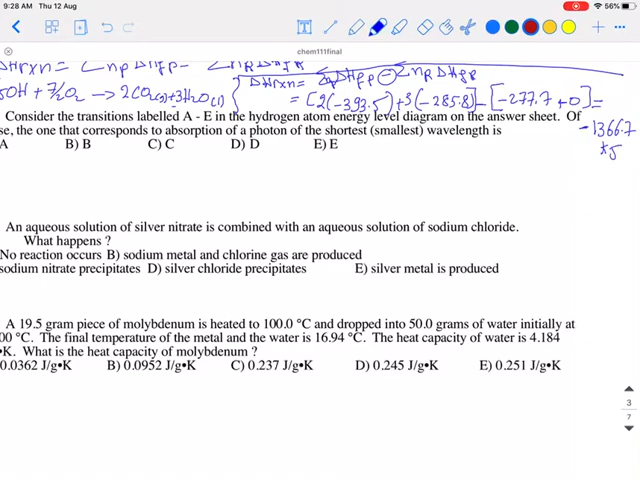 9:28 AM Thu 12 Aug
56%
chem111final
ΔHrxn = Σnp ΔHfp - ΣnR ΔHfR
ΔHrxn = ΣnpΔHfp - ΣnR ΔHfR
5OH + 7/2O2 → 2CO2(g)+3H2O(l)
= [2(-393.5)+3(-285.8)]-[-277.7+0] =
-1366.7
kJ
Consider the transitions labelled A - E in the hydrogen atom energy level diagram on the answer sheet. Of
se, the one that corresponds to absorption of a photon of the shortest (smallest) wavelength is
A B) B C) C D) D E) E
An aqueous solution of silver nitrate is combined with an aqueous solution of sodium chloride.
What happens ?
No reaction occurs B) sodium metal and chlorine gas are produced
sodium nitrate precipitates D) silver chloride precipitates E) silver metal is produced
A 19.5 gram piece of molybdenum is heated to 100.0 °C and dropped into 50.0 grams of water initially at
00 °C. The final temperature of the metal and the water is 16.94 °C. The heat capacity of water is 4.184
•K. What is the heat capacity of molybdenum ?
0.0362 J/g•K B) 0.0952 J/g•K C) 0.237 J/g•K D) 0.245 J/g•K E) 0.251 J/g•K
3
7